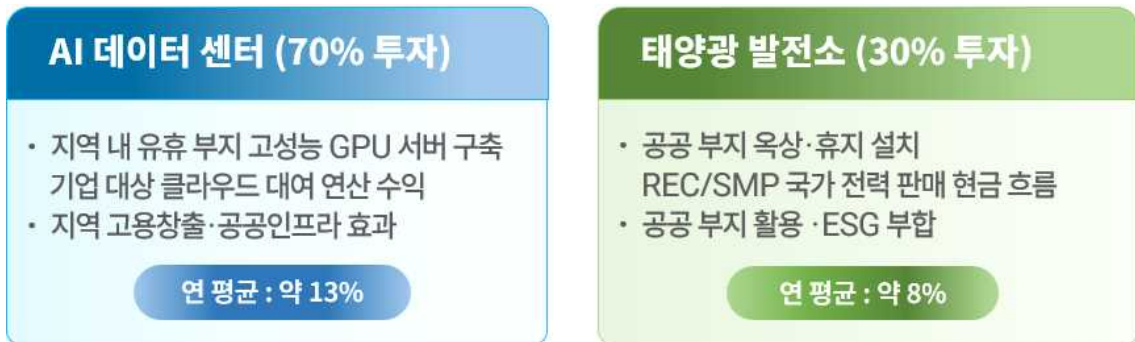 AI 데이터 센터 (70% 투자)
· 지역 내 유휴 부지 고성능 GPU 서버 구축
기업 대상 클라우드 대여 연산 수익
· 지역 고용창출·공공인프라 효과
연 평균 : 약 13%
태양광 발전소 (30% 투자)
· 공공 부지 옥상·휴지 설치
REC/SMP 국가 전력 판매 현금 흐름
· 공공 부지 활용 ·ESG 부합
연 평균 : 약 8%